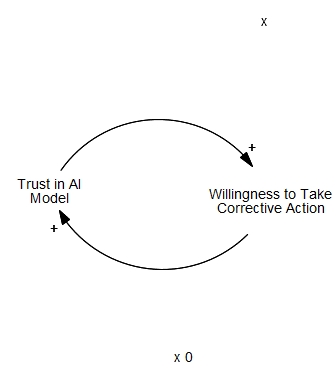 x
+
Trust in AI
Model
Willingness to Take
Corrective Action
+
x 0